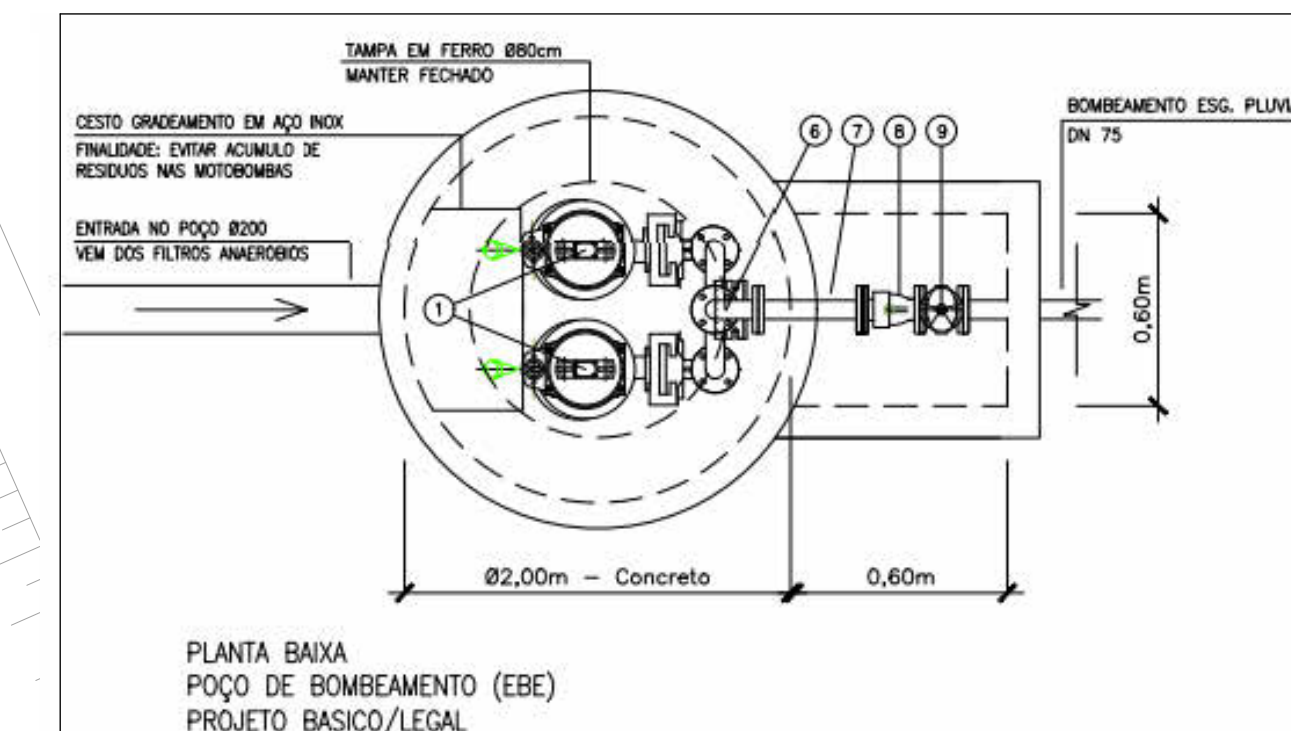 TAMPA EM FERRO Ø80cm
MANTER FECHADO
CESTO GRADEAMENTO EM AÇO INOX
FINALIDADE: EVITAR ACUMULO DE
RESIDUOS NAS MOTOBOMBAS
ENTRADA NO POÇO Ø200
VEM DOS FILTROS ANAEROBIOS
BOMBEAMENTO ESG. PLUVI
DN 75
6 7 8 9
1
0,60m
Ø2,00m - Concreto
0,60m
PLANTA BAIXA
POÇO DE BOMBEAMENTO (EBE)
PROJETO BASICO/LEGAL